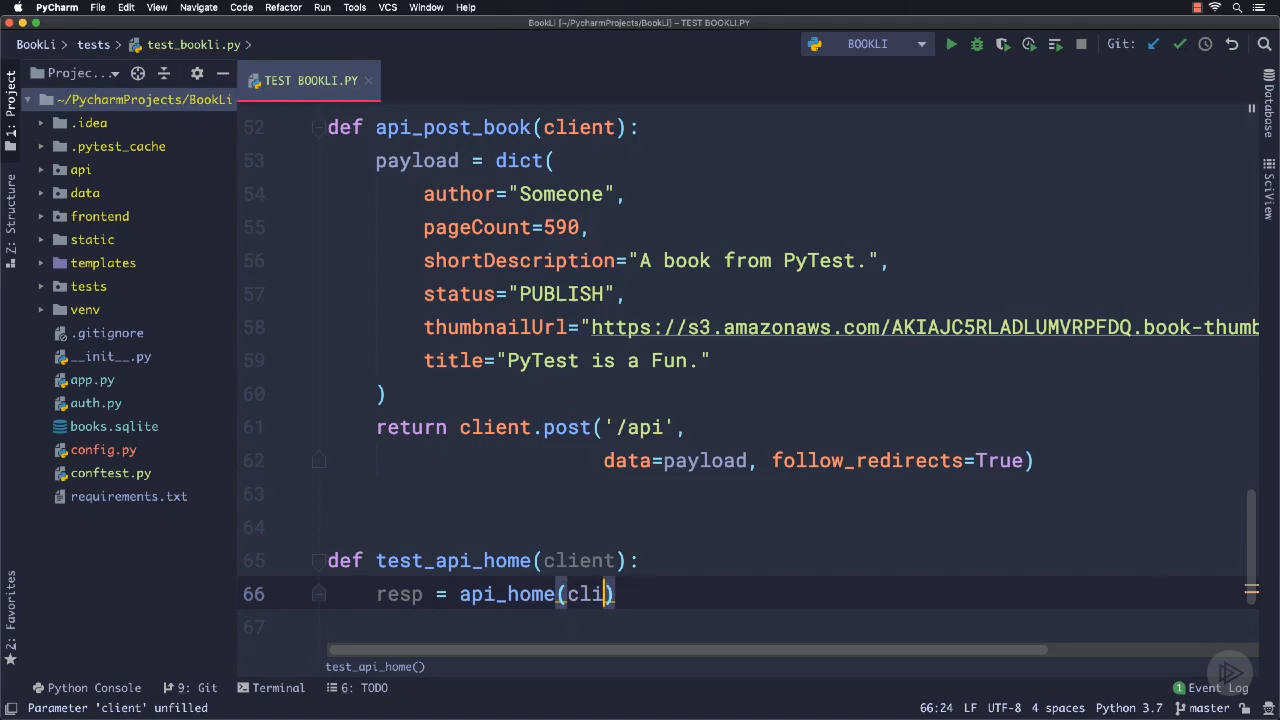 PyCharm File Edit View Navigate Code Refactor Run Tools VCS Window Help
BookLi [~/PycharmProjects/BookLi] – TEST BOOKLI.PY
BookLi tests test_bookli.py
BOOKLI Git:
Projec...
TEST BOOKLI.PY
~/PycharmProjects/BookLi
.idea
.pytest_cache
api
data
frontend
static
templates
tests
venv
.gitignore
__init__.py
app.py
auth.py
books.sqlite
config.py
conftest.py
requirements.txt
1: Project
Z: Structure
2: Favorites
Database
SciView
52 def api_post_book(client):
53 payload = dict(
54 author="Someone",
55 pageCount=590,
56 shortDescription="A book from PyTest.",
57 status="PUBLISH",
58 thumbnailUrl="https://s3.amazonaws.com/AKIAJC5RLADLUMVRPFDQ.book-thumb
59 title="PyTest is a Fun."
60 )
61 return client.post('/api',
62 data=payload, follow_redirects=True)
63
64
65 def test_api_home(client):
66 resp = api_home(cli)
67
test_api_home()
Python Console 9: Git Terminal 6: TODO 1 Event Log
Parameter 'client' unfilled 66:24 LF UTF-8 4 spaces Python 3.7 master